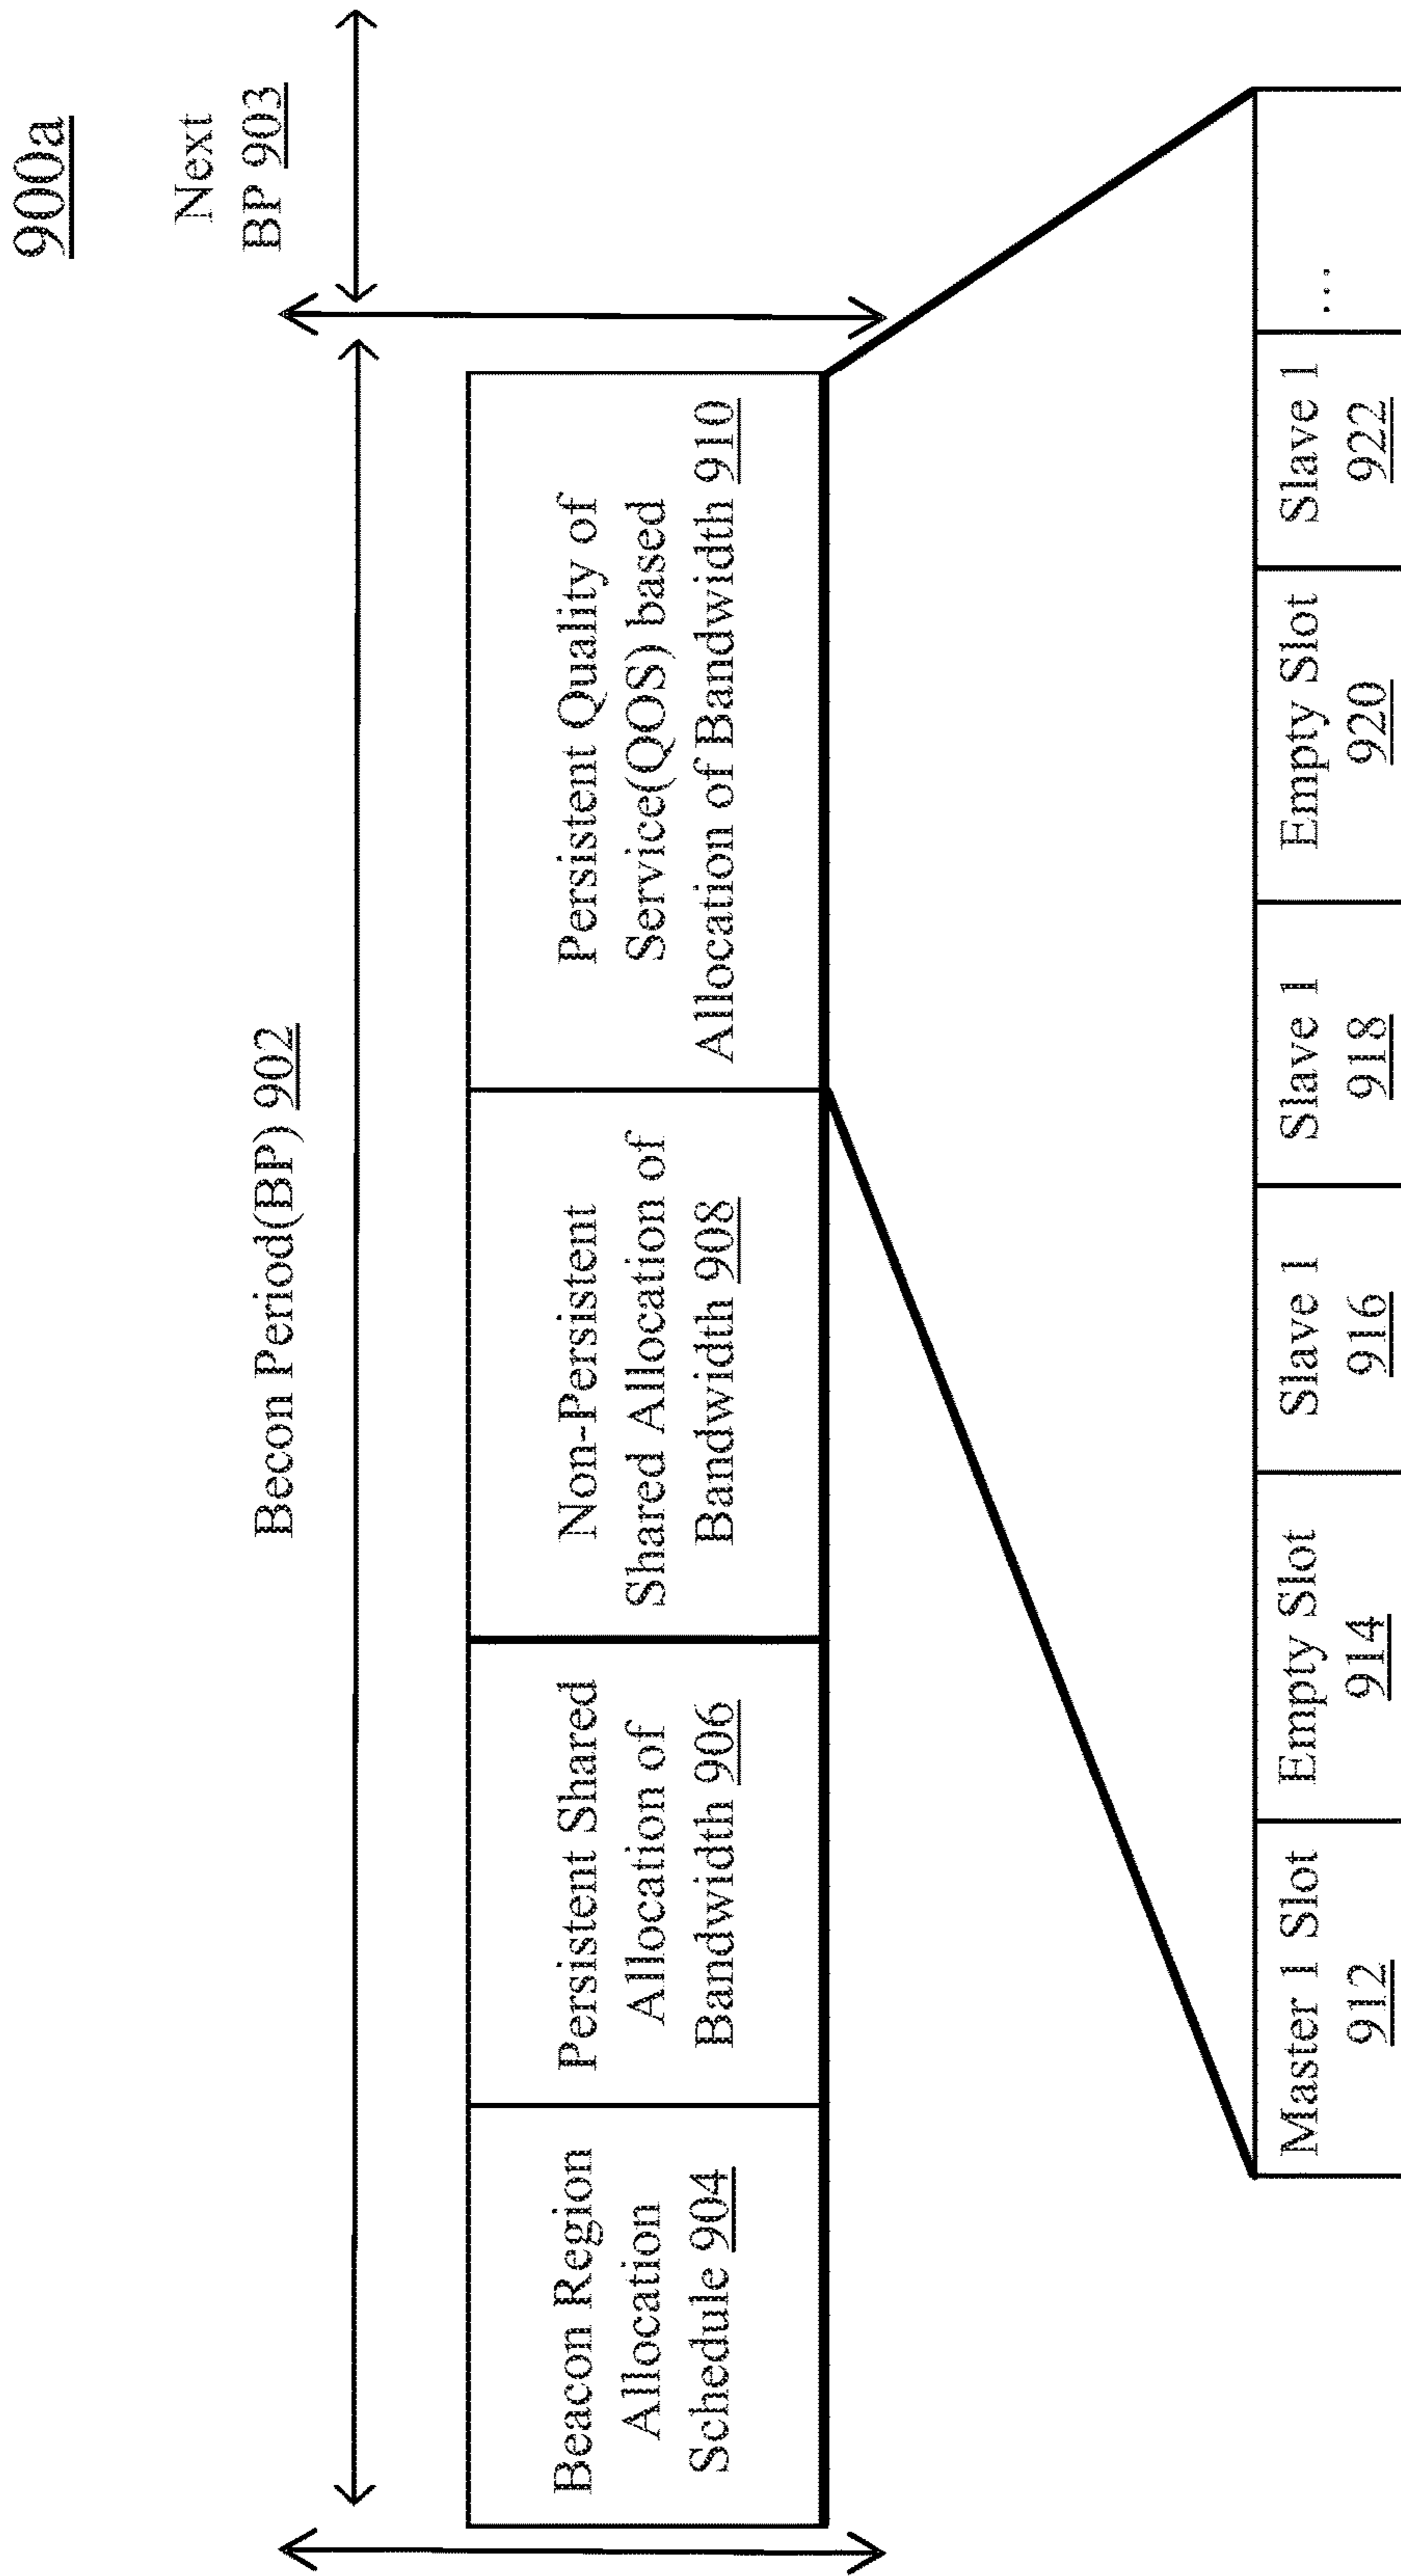 900a
Next
BP 903
Becon Period(BP) 902
Beacon Region
Allocation
Schedule 904
Persistent Shared
Allocation of
Bandwidth 906
Non-Persistent
Shared Allocation of
Bandwidth 908
Persistent Quality of
Service(QOS) based
Allocation of Bandwidth 910
Master 1 Slot
912
Empty Slot
914
Slave 1
916
Slave 1
918
Empty Slot
920
Slave 1
922
...